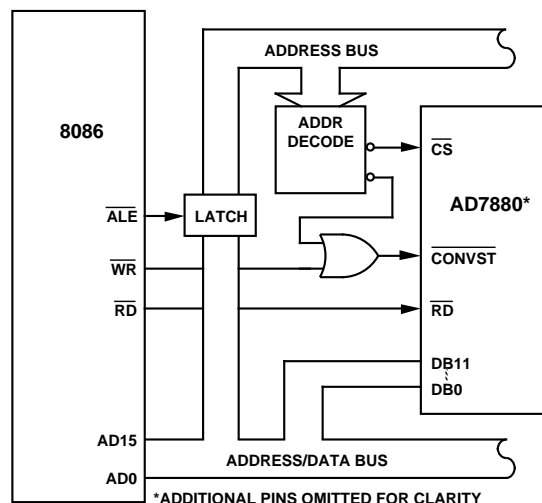 ADDRESS BUS
8086
ADDR
DECODE
CS
AD7880*
ALE
LATCH
WR
CONVST
RD
RD
DB11
DB0
AD15
ADDRESS/DATA BUS
AD0
*ADDITIONAL PINS OMITTED FOR CLARITY